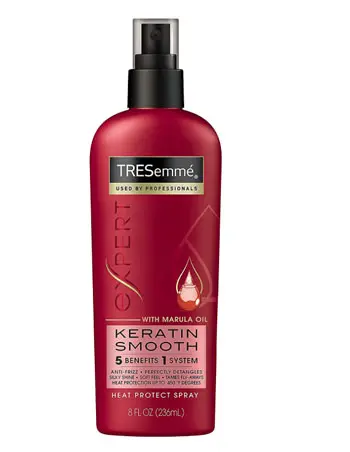 TRESemmé®
USED BY PROFESSIONALS
EXPERT
WITH MARULA OIL
KERATIN
SMOOTH
5 BENEFITS 1 SYSTEM
ANTI-FRIZZ • PERFECTLY DETANGLES
SILKY SHINE • SOFT FEEL • TAMES FLY-AWAYS
HEAT PROTECTION UP TO 450 °F DEGREES
HEAT PROTECT SPRAY
8 FL OZ (236mL)